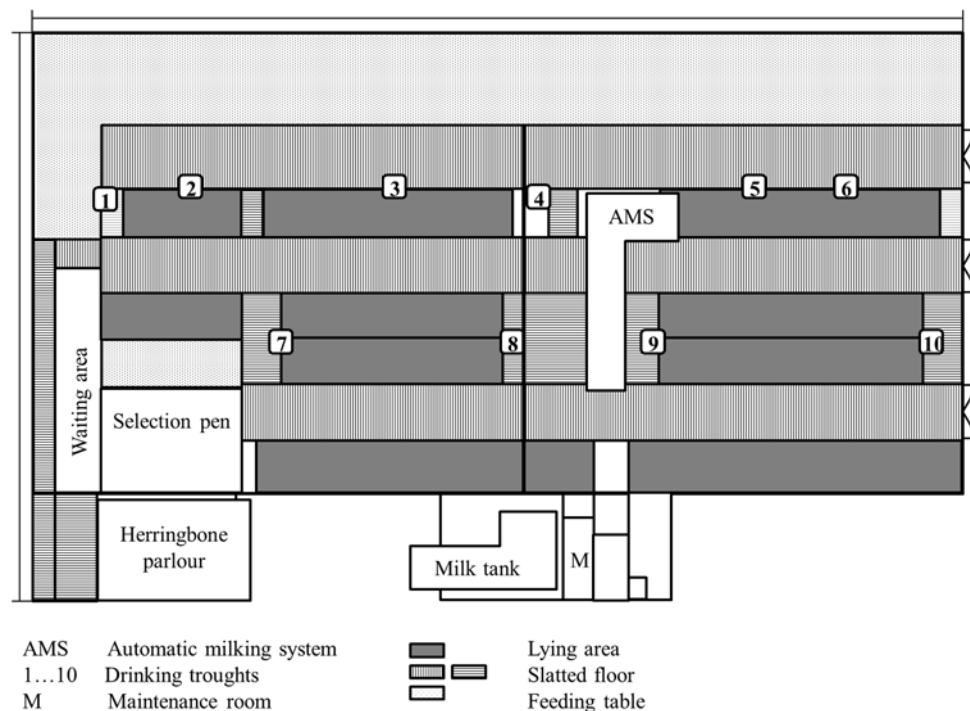 1
2
3
4
5
6
AMS
7
8
9
10
Waiting area
Selection pen
Herringbone
parlour
Milk tank
M
AMS Automatic milking system
1…10 Drinking troughts
M Maintenance room
Lying area
Slatted floor
Feeding table